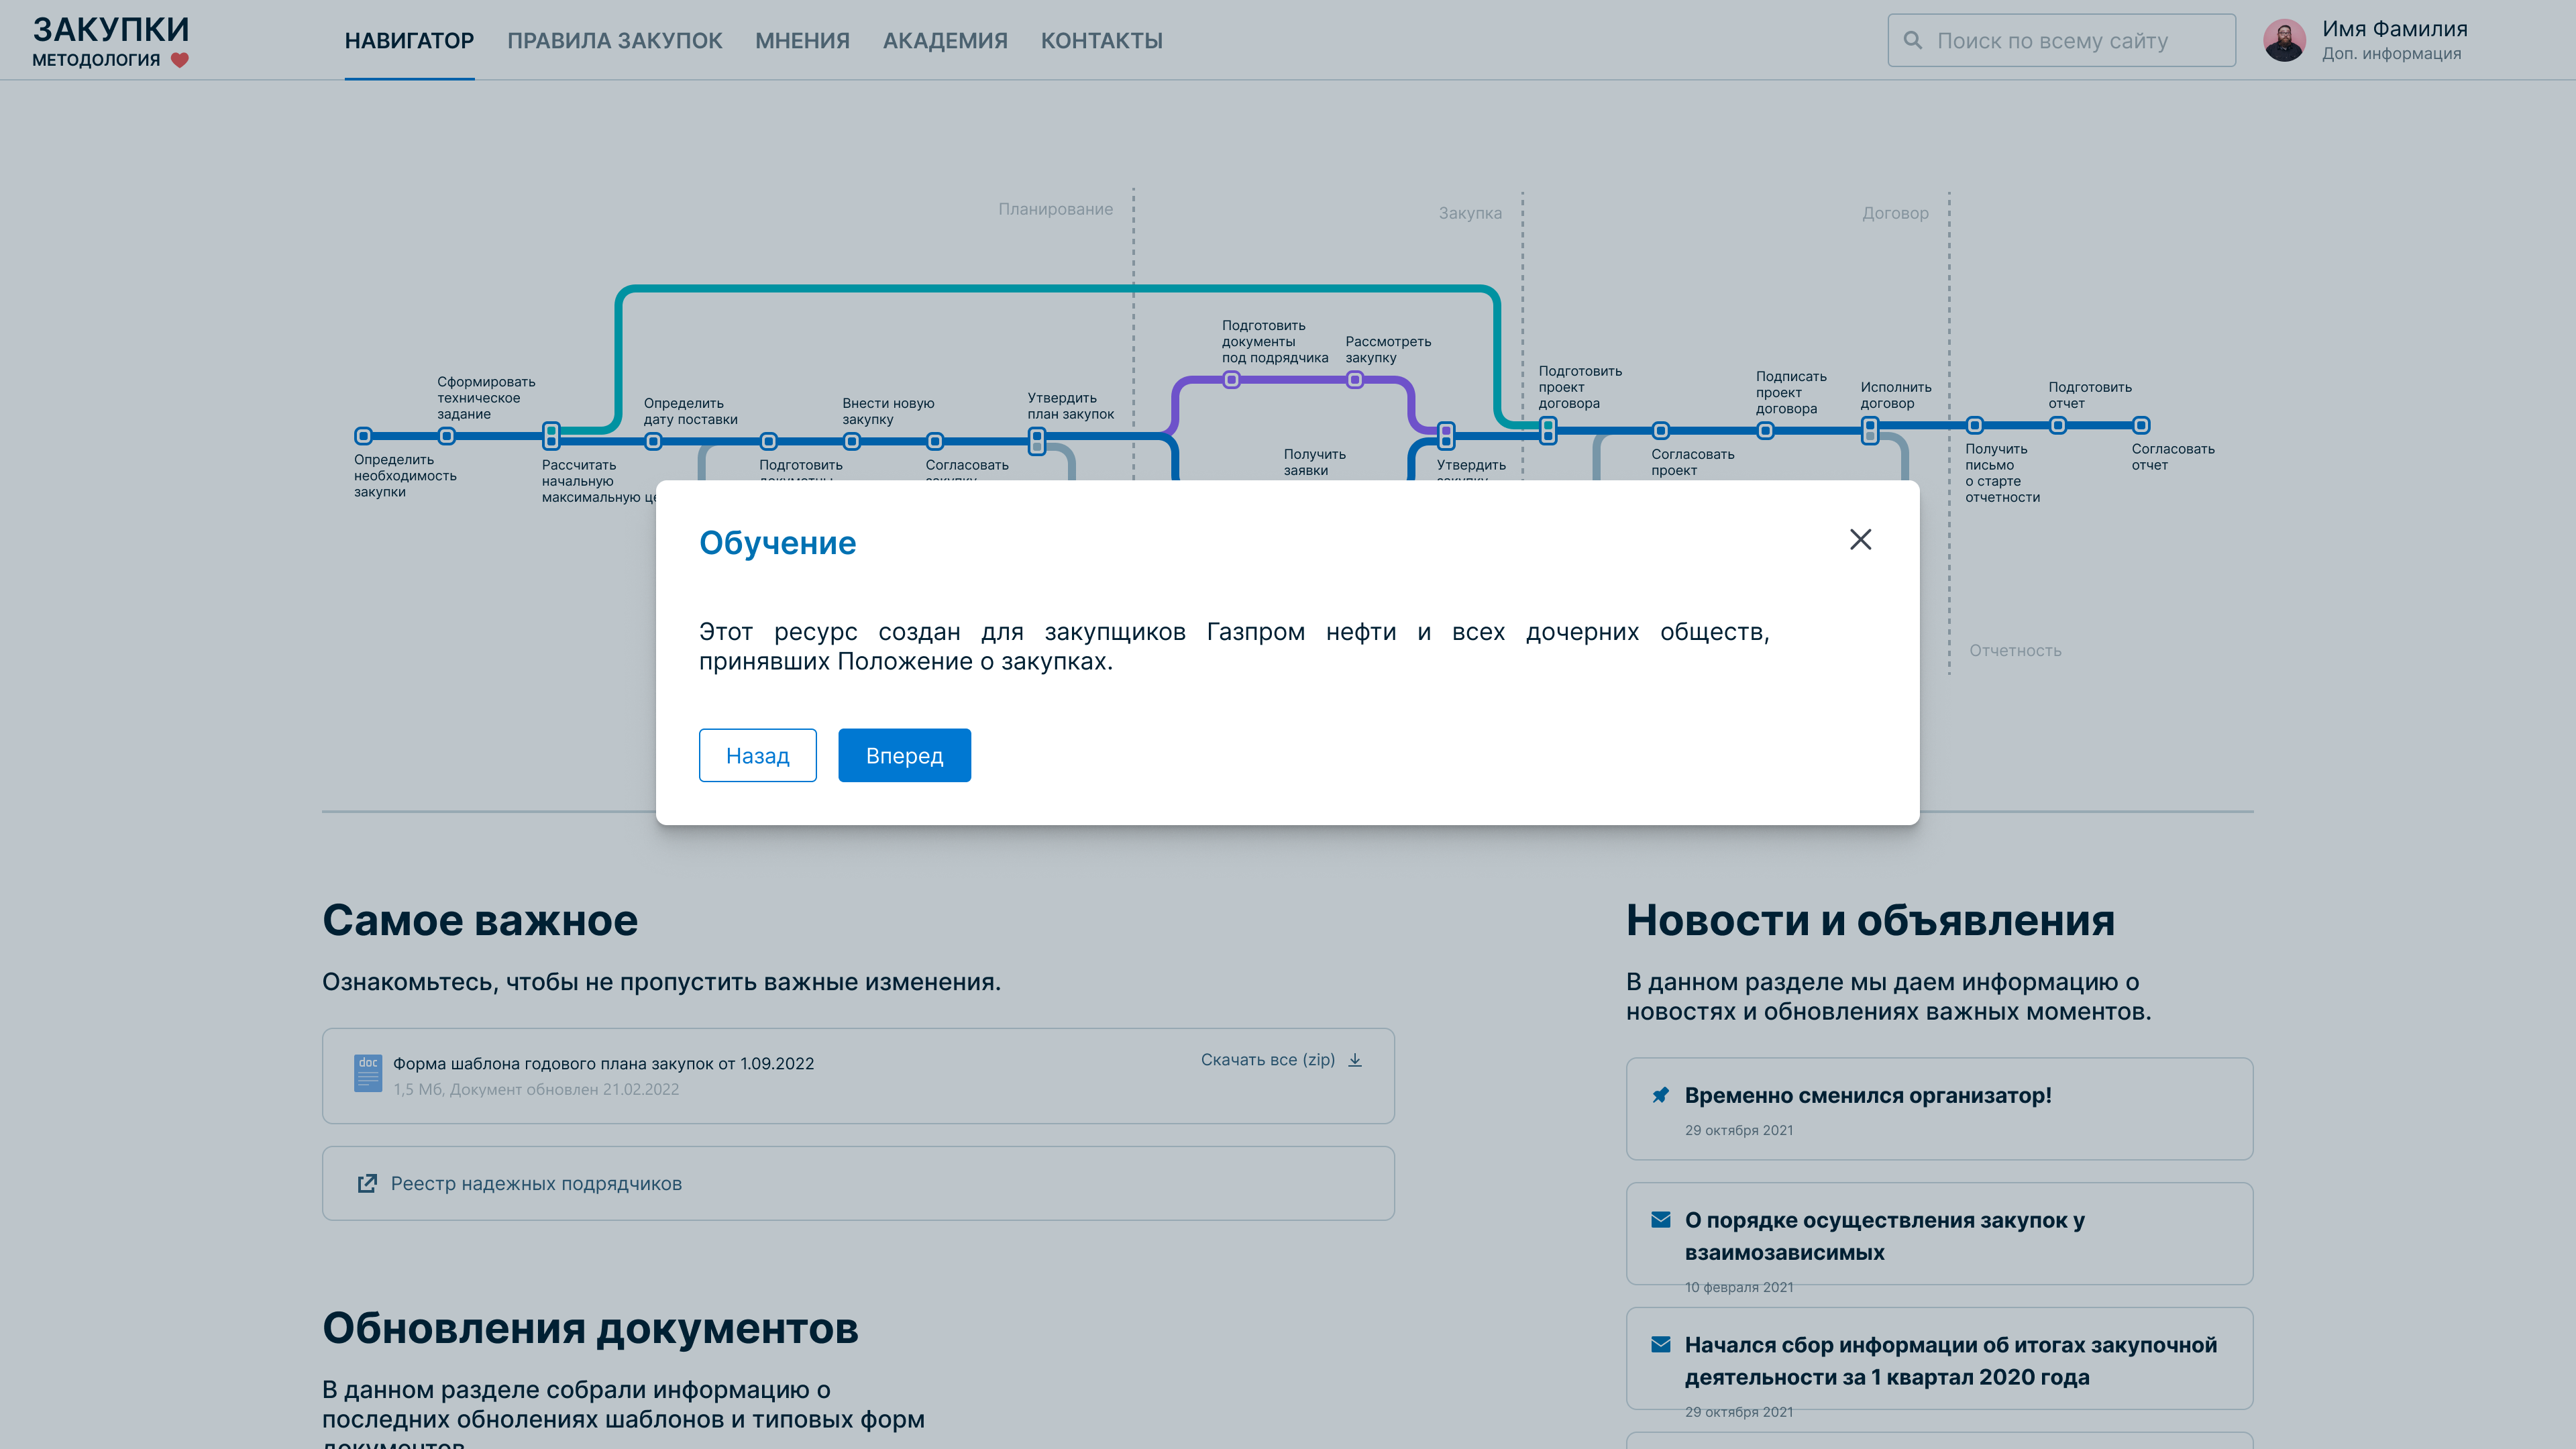 ЗАКУПКИ
МЕТОДОЛОГИЯ
НАВИГАТОР
ПРАВИЛА ЗАКУПОК
МНЕНИЯ
АКАДЕМИЯ
КОНТАКТЫ
Поиск по всему сайту
Имя Фамилия
Доп. информация
Планирование
Закупка
Договор
Определить
необходимость
закупки
Сформировать
техническое
задание
Рассчитать
начальную
максимальную це
Определить
дату поставки
Подготовить
Внести новую
закупку
Согласовать
закупку
Утвердить
план закупок
Подготовить
документы
под подрядчика
Рассмотреть
закупку
Получить
заявки
Утвердить
закупку
Подготовить
проект
договора
Согласовать
проект
Подписать
проект
договора
Исполнить
договор
Получить
письмо
о старте
отчетности
Подготовить
отчет
Согласовать
отчет
Отчетность
Обучение
Этот ресурс создан для закупщиков Газпром нефти и всех дочерних обществ,
принявших Положение о закупках.
Назад
Вперед
Самое важное
Ознакомьтесь, чтобы не пропустить важные изменения.
doc
Форма шаблона годового плана закупок от 1.09.2022
1,5 Мб, Документ обновлен 21.02.2022
Скачать все (zip)
Реестр надежных подрядчиков
Обновления документов
В данном разделе собрали информацию о
последних обнолениях шаблонов и типовых форм
документов
Новости и объявления
В данном разделе мы даем информацию о
новостях и обновлениях важных моментов.
Временно сменился организатор!
29 октября 2021
О порядке осуществления закупок у
взаимозависимых
10 февраля 2021
Начался сбор информации об итогах закупочной
деятельности за 1 квартал 2020 года
29 октября 2021